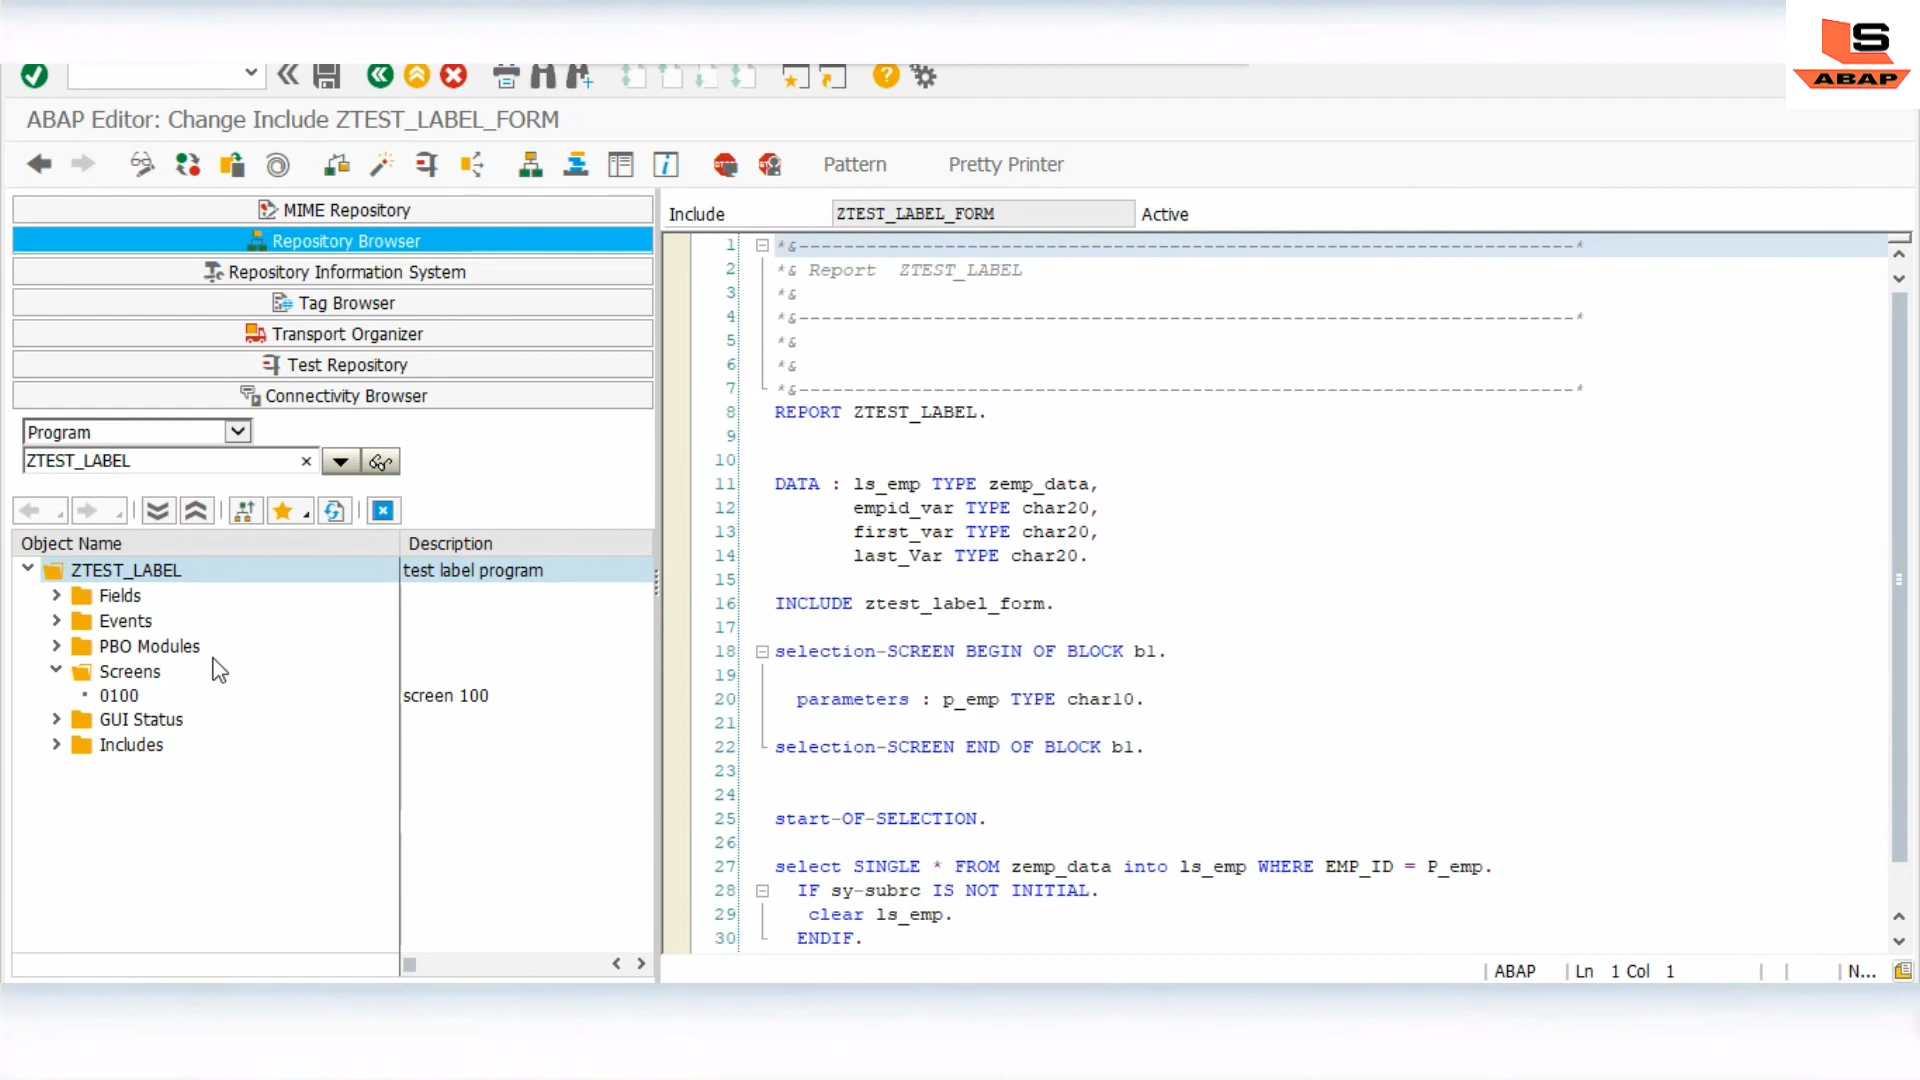 S
ABAP
ABAP Editor: Change Include ZTEST_LABEL_FORM
Pattern Pretty Printer
MIME Repository
Repository Browser
Repository Information System
Tag Browser
Transport Organizer
Test Repository
Connectivity Browser
Program
ZTEST_LABEL
Object Name Description
ZTEST_LABEL test label program
Fields
Events
PBO Modules
Screens
0100 screen 100
GUI Status
Includes
Include ZTEST_LABEL_FORM Active
1 *&---------------------------------------------------------------------*
2 *& Report  ZTEST_LABEL
3 *&
4 *&---------------------------------------------------------------------*
5 *&
6 *&
7 *&---------------------------------------------------------------------*
8 REPORT ZTEST_LABEL.
9
10
11 DATA : ls_emp TYPE zemp_data,
12 empid_var TYPE char20,
13 first_var TYPE char20,
14 last_Var TYPE char20.
15
16 INCLUDE ztest_label_form.
17
18 selection-SCREEN BEGIN OF BLOCK b1.
19
20 parameters : p_emp TYPE char10.
21
22 selection-SCREEN END OF BLOCK b1.
23
24
25 start-OF-SELECTION.
26
27 select SINGLE * FROM zemp_data into ls_emp WHERE EMP_ID = P_emp.
28 IF sy-subrc IS NOT INITIAL.
29 clear ls_emp.
30 ENDIF.
ABAP Ln 1 Col 1 N...